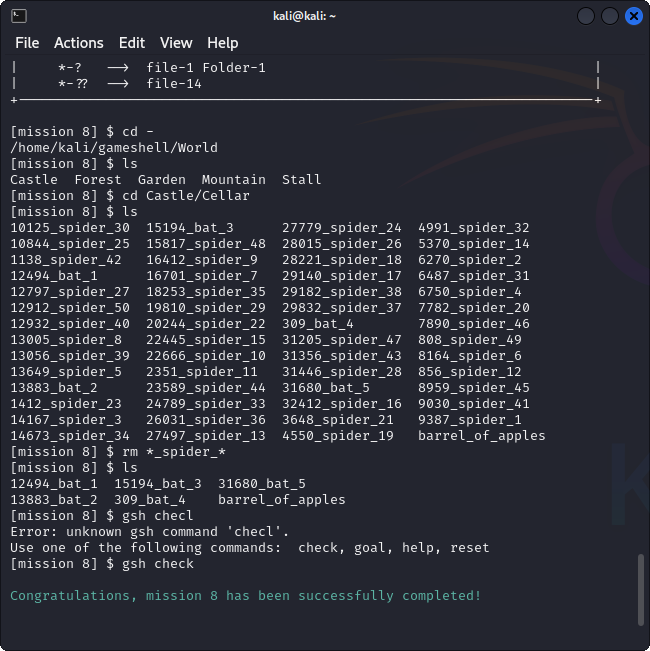 kali@kali: ~
File Actions Edit View Help
| *-? --> file-1 Folder-1 |
| *-?? --> file-14 |
+------------------------------------------------------------------------+
[mission 8] $ cd -
/home/kali/gameshell/World
[mission 8] $ ls
Castle Forest Garden Mountain Stall
[mission 8] $ cd Castle/Cellar
[mission 8] $ ls
10125_spider_30 15194_bat_3 27779_spider_24 4991_spider_32
10844_spider_25 15817_spider_48 28015_spider_26 5370_spider_14
1138_spider_42 16412_spider_9 28221_spider_18 6270_spider_2
12494_bat_1 16701_spider_7 29140_spider_17 6487_spider_31
12797_spider_27 18253_spider_35 29182_spider_38 6750_spider_4
12912_spider_50 19810_spider_29 29832_spider_37 7782_spider_20
12932_spider_40 20244_spider_22 309_bat_4 7890_spider_46
13005_spider_8 22445_spider_15 31205_spider_47 808_spider_49
13056_spider_39 22666_spider_10 31356_spider_43 8164_spider_6
13649_spider_5 2351_spider_11 31446_spider_28 856_spider_12
13883_bat_2 23589_spider_44 31680_bat_5 8959_spider_45
1412_spider_23 24789_spider_33 32412_spider_16 9030_spider_41
14167_spider_3 26031_spider_36 3648_spider_21 9387_spider_1
14673_spider_34 27497_spider_13 4550_spider_19 barrel_of_apples
[mission 8] $ rm *_spider_*
[mission 8] $ ls
12494_bat_1 15194_bat_3 31680_bat_5
13883_bat_2 309_bat_4 barrel_of_apples
[mission 8] $ gsh checl
Error: unknown gsh command 'checl'.
Use one of the following commands: check, goal, help, reset
[mission 8] $ gsh check
Congratulations, mission 8 has been successfully completed!